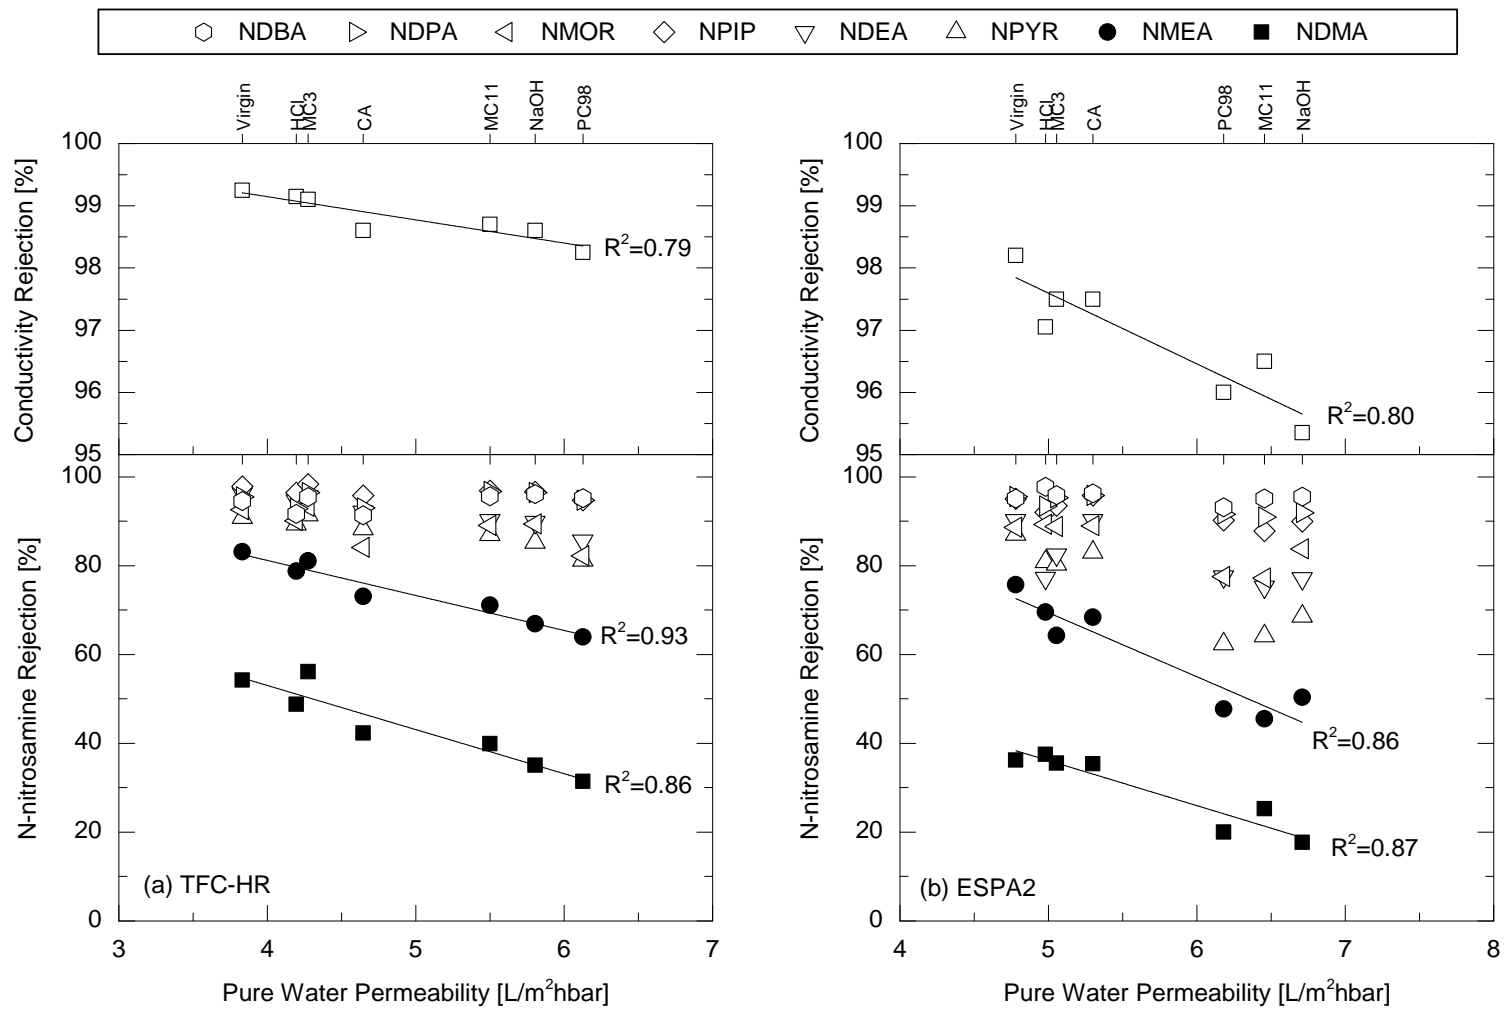 NDBA NDPA NMOR NPIP NDEA NPYR NMEA NDMA
Virgin HCl MC3 CA MC11 NaOH PC98
Conductivity Rejection [%]
100
99
98
97
96
95
R²=0.79
N-nitrosamine Rejection [%]
100
80
60
40
20
0
R²=0.93
R²=0.86
(a) TFC-HR
3 4 5 6 7
Pure Water Permeability [L/m²hbar]
Virgin HCl MC3 CA PC98 MC11 NaOH
Conductivity Rejection [%]
100
99
98
97
96
95
R²=0.80
N-nitrosamine Rejection [%]
100
80
60
40
20
0
R²=0.86
R²=0.87
(b) ESPA2
4 5 6 7 8
Pure Water Permeability [L/m²hbar]